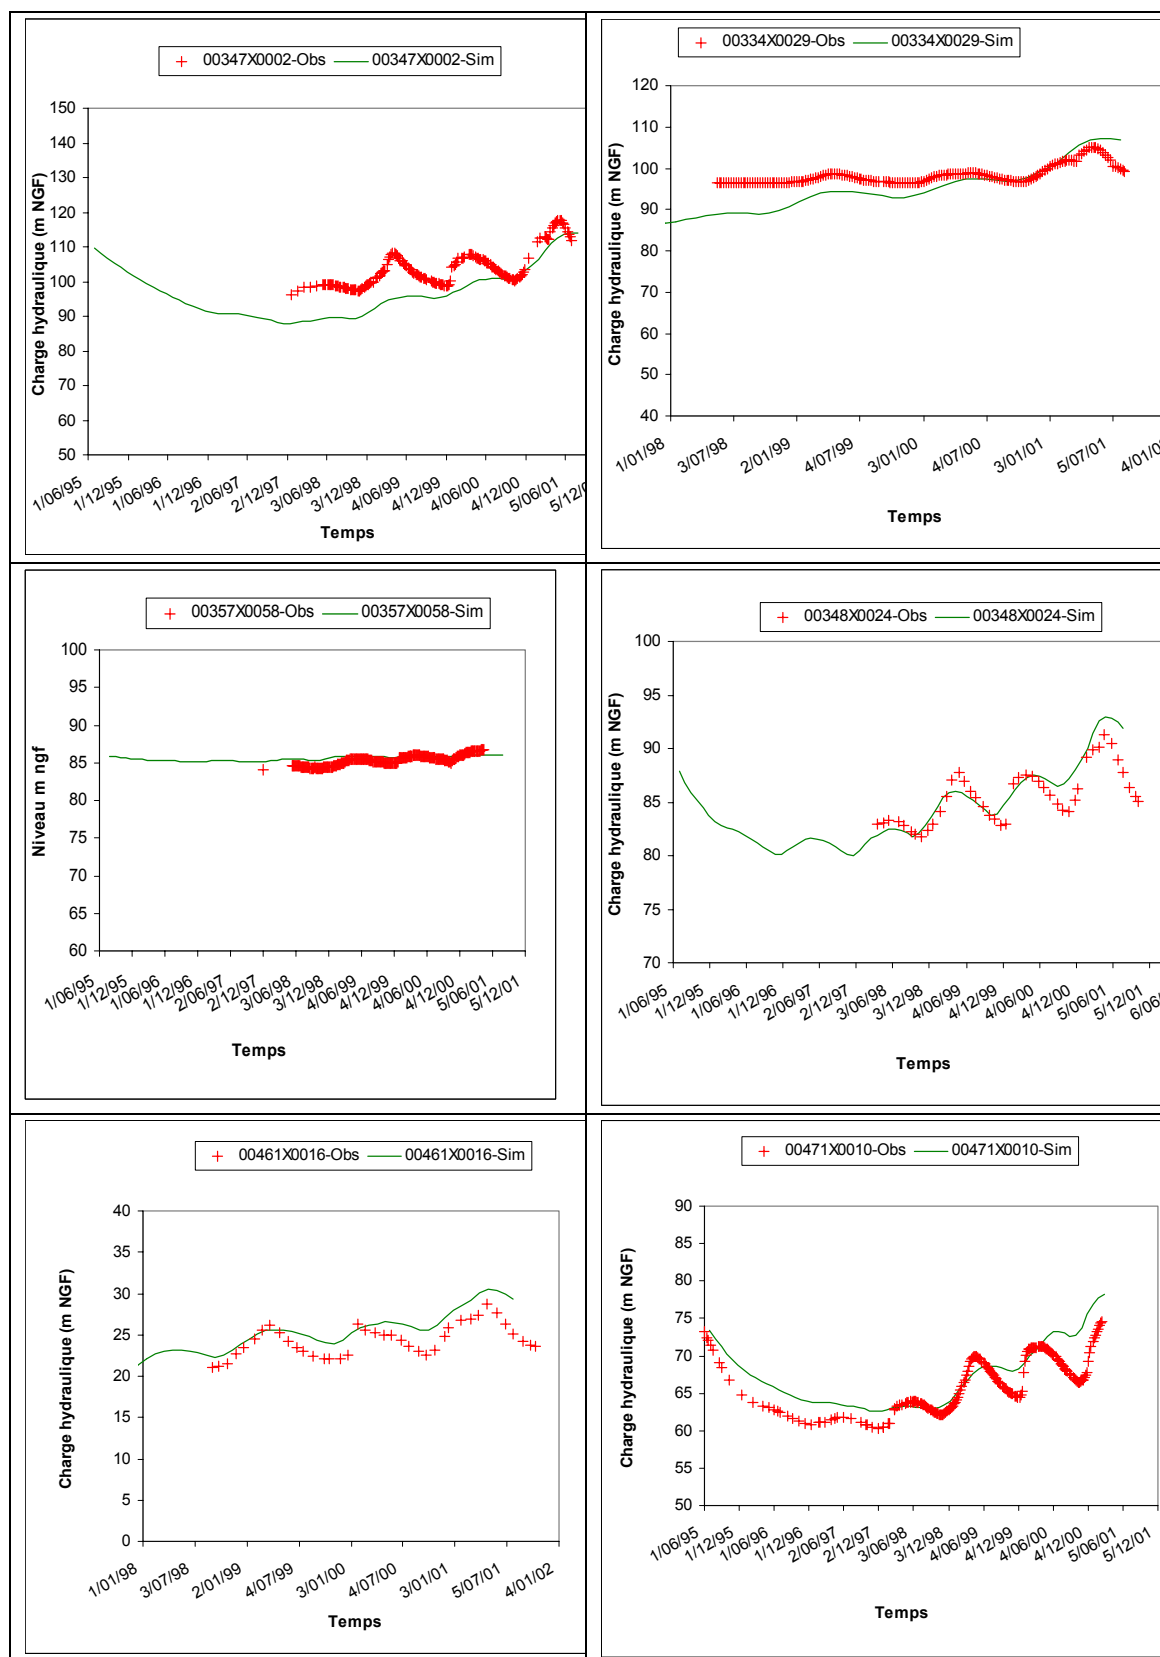 00347X0002-Obs 00347X0002-Sim
Charge hydraulique (m NGF)
150
140
130
120
110
100
90
80
70
60
50
1/06/95 1/12/95 1/06/96 1/12/96 2/06/97 2/12/97 3/06/98 3/12/98 4/06/99 4/12/99 4/06/00 4/12/00 5/06/01
Temps
00334X0029-Obs 00334X0029-Sim
Charge hydraulique (m NGF)
120
110
100
90
80
70
60
50
40
1/01/98 3/07/98 2/01/99 4/07/99 3/01/00 4/07/00 3/01/01 5/07/01
Temps
00357X0058-Obs 00357X0058-Sim
Niveau m ngf
100
95
90
85
80
75
70
65
60
1/06/95 1/12/95 1/06/96 1/12/96 2/06/97 2/12/97 3/06/98 3/12/98 4/06/99 4/12/99 4/06/00 4/12/00 5/06/01 5/12/01
Temps
00348X0024-Obs 00348X0024-Sim
Charge hydraulique (m NGF)
100
95
90
85
80
75
70
1/06/95 1/12/95 1/06/96 1/12/96 2/06/97 2/12/97 3/06/98 3/12/98 4/06/99 4/12/99 4/06/00 4/12/00 5/06/01 5/12/01
Temps
00461X0016-Obs 00461X0016-Sim
Charge hydraulique (m NGF)
40
35
30
25
20
15
10
5
0
1/01/98 3/07/98 2/01/99 4/07/99 3/01/00 4/07/00 3/01/01 5/07/01 4/01/02
Temps
00471X0010-Obs 00471X0010-Sim
Charge hydraulique (m NGF)
90
85
80
75
70
65
60
55
50
1/06/95 1/12/95 1/06/96 1/12/96 2/06/97 2/12/97 3/06/98 3/12/98 4/06/99 4/12/99 4/06/00 4/12/00 5/06/01 5/12/01
Temps